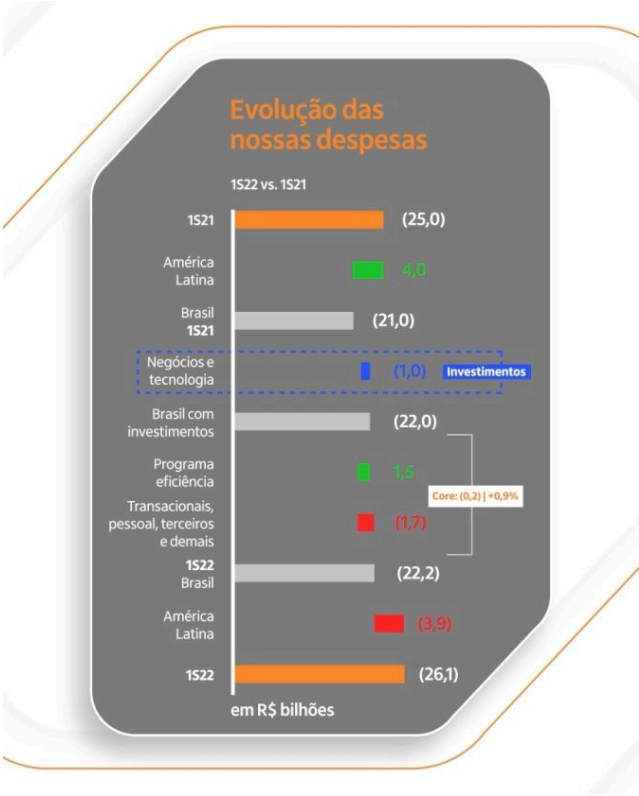 Evolução das
nossas despesas
1S22 vs. 1S21
1S21
(25,0)
América
Latina
4,0
Brasil
1S21
(21,0)
Negócios e
tecnologia
(1,0)
Investimentos
Brasil com
investimentos
(22,0)
Programa
eficiência
1,5
Core: (0,2) | +0,9%
Transacionais,
pessoal, terceiros
e demais
(1,7)
1S22
Brasil
(22,2)
América
Latina
(3,9)
1S22
(26,1)
em R$ bilhões